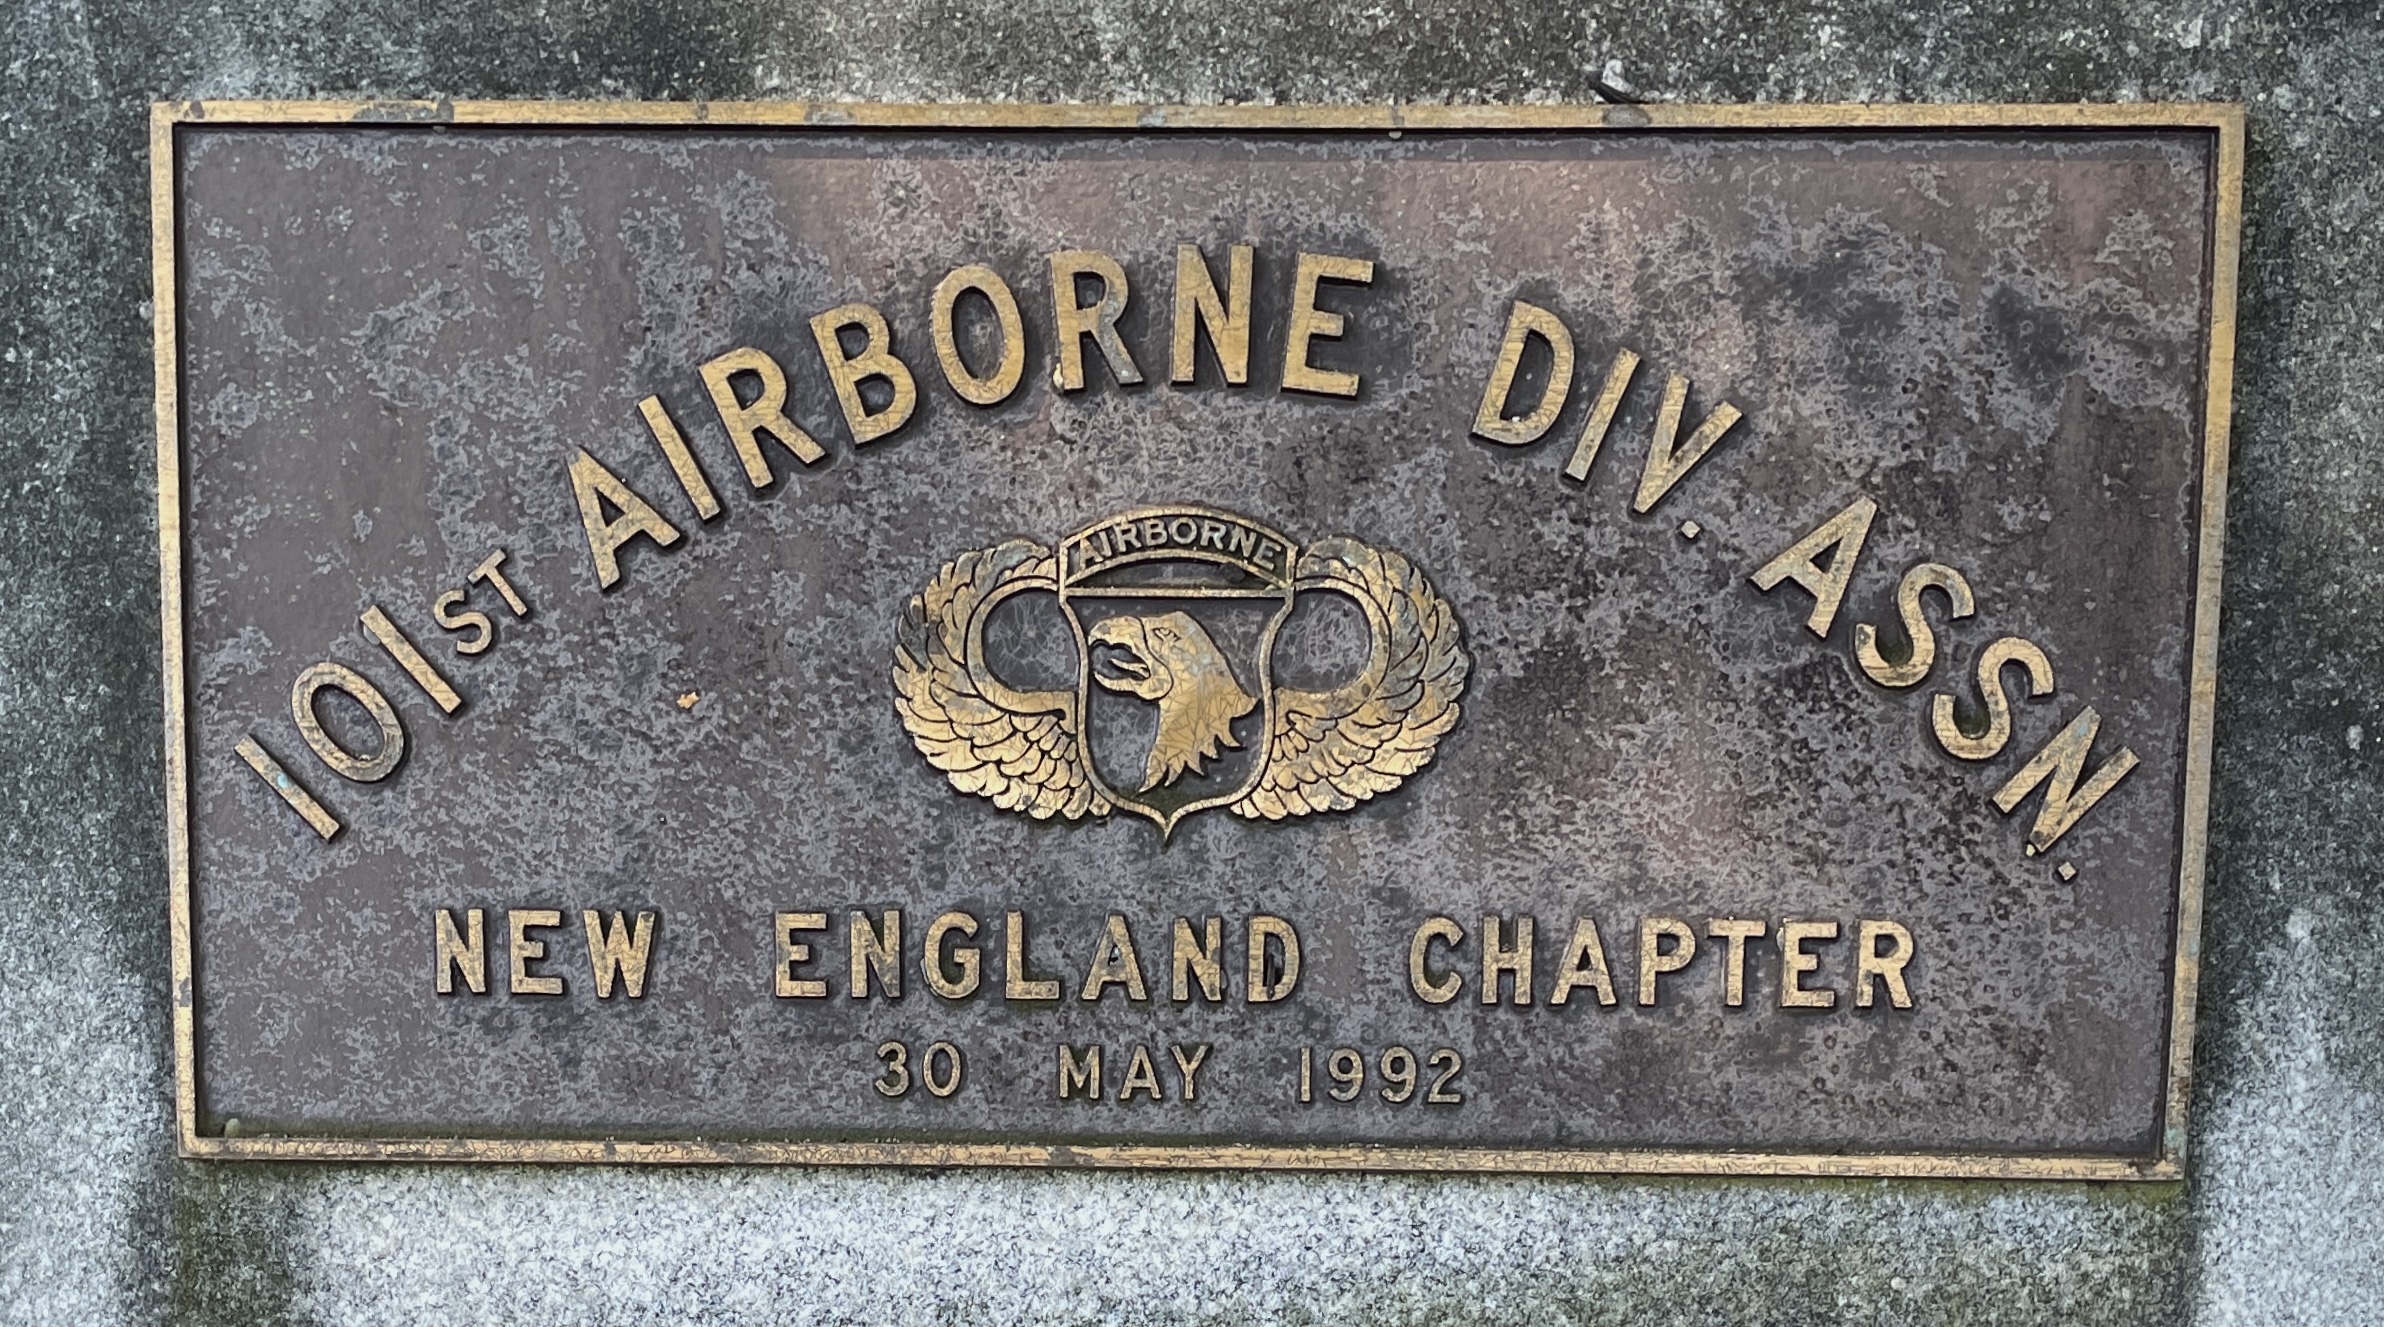 101ST AIRBORNE DIV. ASSN.
AIRBORNE
NEW ENGLAND CHAPTER
30 MAY 1992